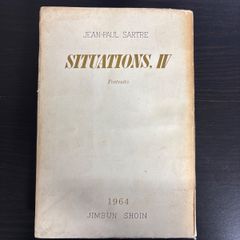 JEAN-PAUL SARTRE
SITUATIONS, IV
Portraits
1964
JIMBUN SHOIN